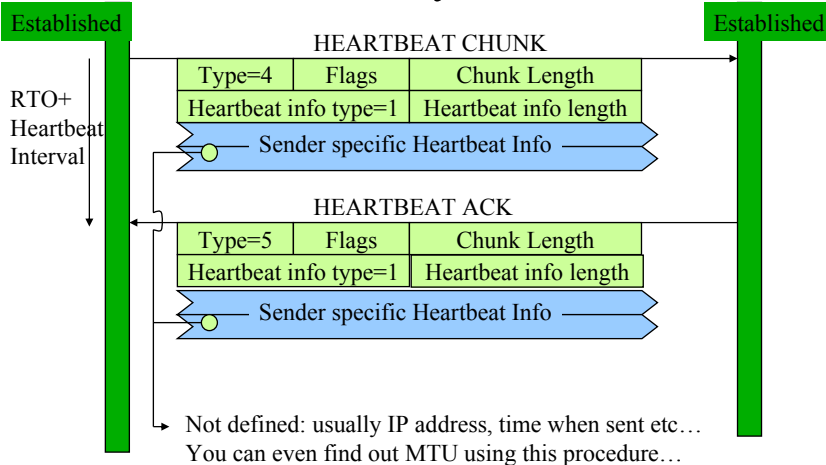 Established
Established
HEARTBEAT CHUNK
Type=4 Flags Chunk Length
Heartbeat info type=1 Heartbeat info length
Sender specific Heartbeat Info
RTO+
Heartbeat
Interval
HEARTBEAT ACK
Type=5 Flags Chunk Length
Heartbeat info type=1 Heartbeat info length
Sender specific Heartbeat Info
Not defined: usually IP address, time when sent etc…
You can even find out MTU using this procedure…